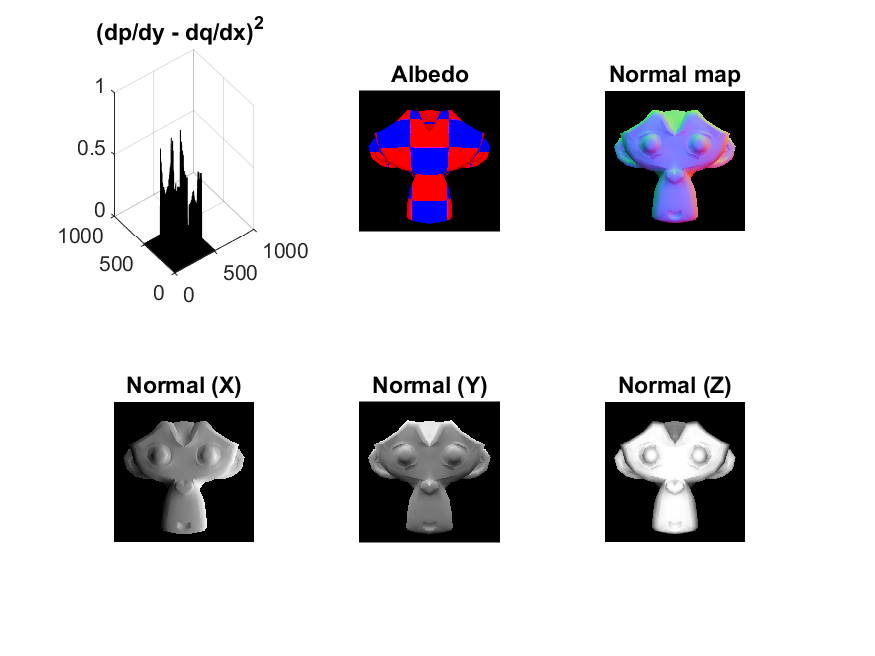 (dp/dy - dq/dx)²
1
0.5
0
1000
500
0
0
500
1000
Albedo
Normal map
Normal (X)
Normal (Y)
Normal (Z)